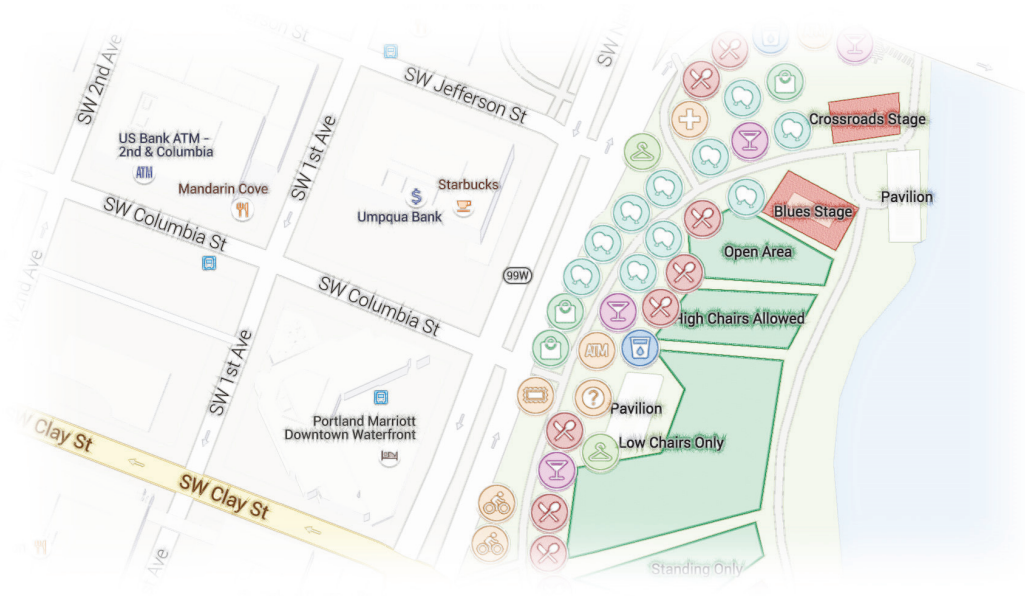 SW 2nd Ave
SW Jefferson St
Crossroads Stage
US Bank ATM –
2nd & Columbia
ATM
SW 1st Ave
Mandarin Cove
Starbucks
$
Umpqua Bank
Pavilion
Blues Stage
SW Columbia St
Open Area
99W
SW Columbia St
High Chairs Allowed
ATM
SW 1st Ave
?
Pavilion
Portland Marriott
Downtown Waterfront
Low Chairs Only
Clay St
SW Clay St
Standing Only
Ave